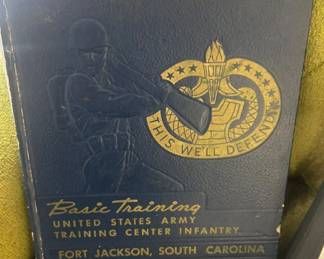 THIS WE'LL DEFEND
Basic Training
UNITED STATES ARMY
TRAINING CENTER INFANTRY
FORT JACKSON, SOUTH CAROLINA